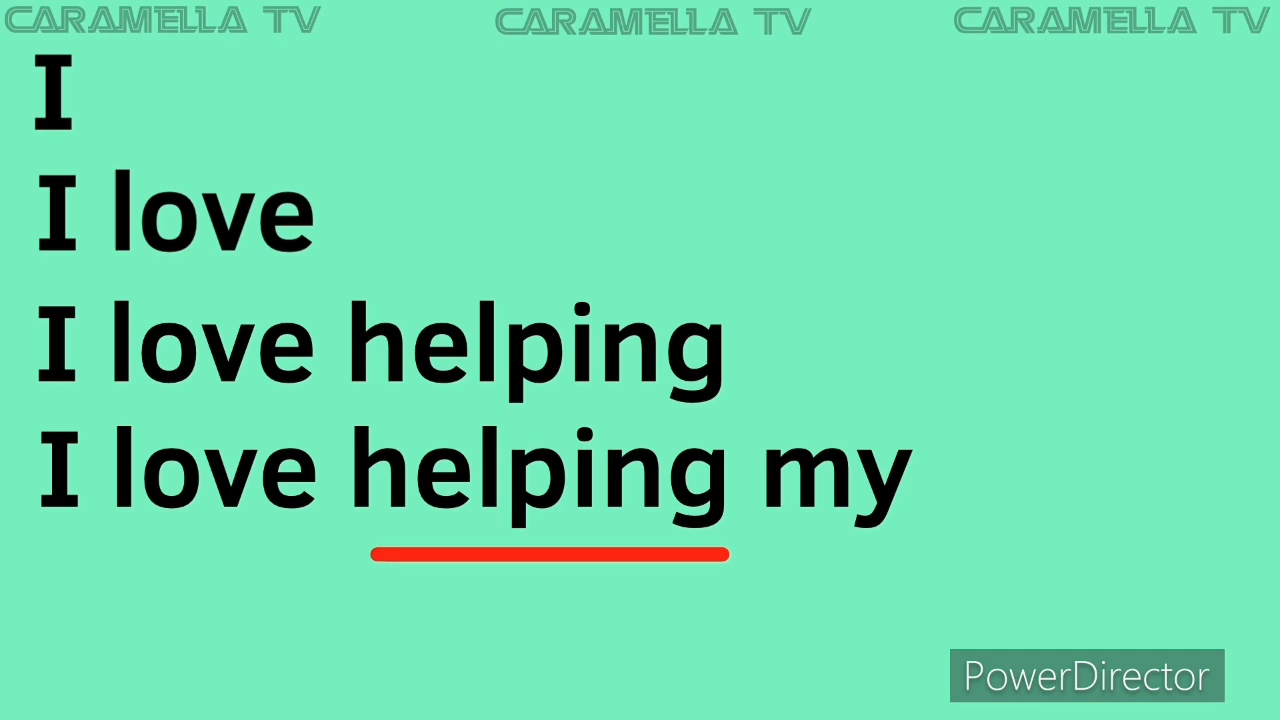 CARAMELLA TV CARAMELLA TV CARAMELLA TV
I
I love
I love helping
I love helping my
PowerDirector